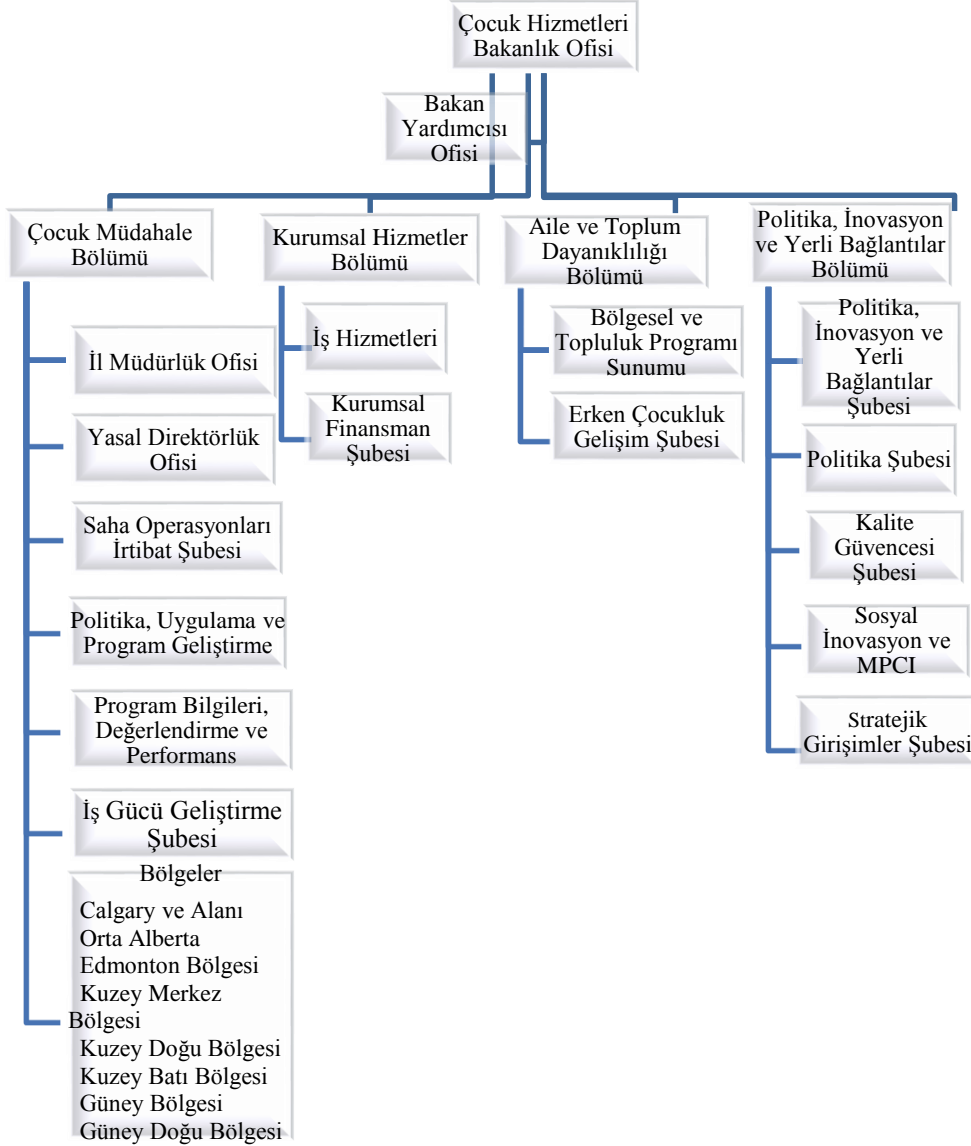 Çocuk Hizmetleri
Bakanlık Ofisi
Bakan
Yardımcısı
Ofisi
Çocuk Müdahale
Bölümü
İl Müdürlük Ofisi
Yasal Direktörlük
Ofisi
Saha Operasyonları
İrtibat Şubesi
Politika, Uygulama ve
Program Geliştirme
Program Bilgileri,
Değerlendirme ve
Performans
İş Gücü Geliştirme
Şubesi
Bölgeler
Calgary ve Alanı
Orta Alberta
Edmonton Bölgesi
Kuzey Merkez
Bölgesi
Kuzey Doğu Bölgesi
Kuzey Batı Bölgesi
Güney Bölgesi
Güney Doğu Bölgesi
Kurumsal Hizmetler
Bölümü
İş Hizmetleri
Kurumsal
Finansman
Şubesi
Aile ve Toplum
Dayanıklılığı
Bölümü
Bölgesel ve
Topluluk Programı
Sunumu
Erken Çocukluk
Gelişim Şubesi
Politika, İnovasyon
ve Yerli Bağlantılar
Bölümü
Politika,
İnovasyon ve
Yerli
Bağlantılar
Şubesi
Politika Şubesi
Kalite
Güvencesi
Şubesi
Sosyal
İnovasyon ve
MPCI
Stratejik
Girişimler Şubesi